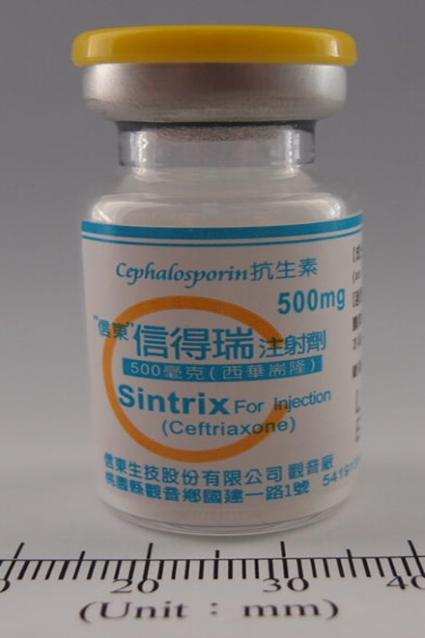 Cephalosporin抗生素
500mg
"信東"信得瑞注射劑
500毫克(西華崙隆)
Sintrix For Injection
(Ceftriaxone)
信東生技股份有限公司 觀音廠
桃園縣觀音鄉國建一路1號
20 30
(Unit : mm)